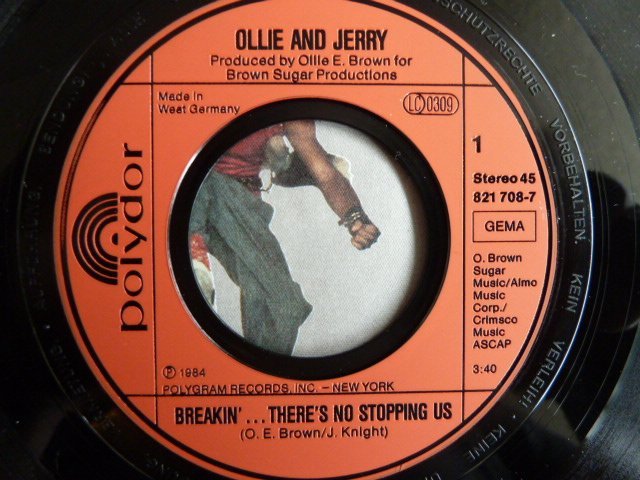 OLLIE AND JERRY
Produced by Ollie E. Brown for
Brown Sugar Productions
Made in
West Germany
LC 0309
1
Stereo 45
821 708-7
GEMA
polydor
O. Brown
Sugar
Music/Almo
Music
Corp./
Crimsco
Music
ASCAP
3:40
Ⓟ 1984
POLYGRAM RECORDS, INC. – NEW YORK
BREAKIN' ... THERE'S NO STOPPING US
(O. E. Brown/J. Knight)
VORBEHALTEN. KEIN VERLEIH! KEINE